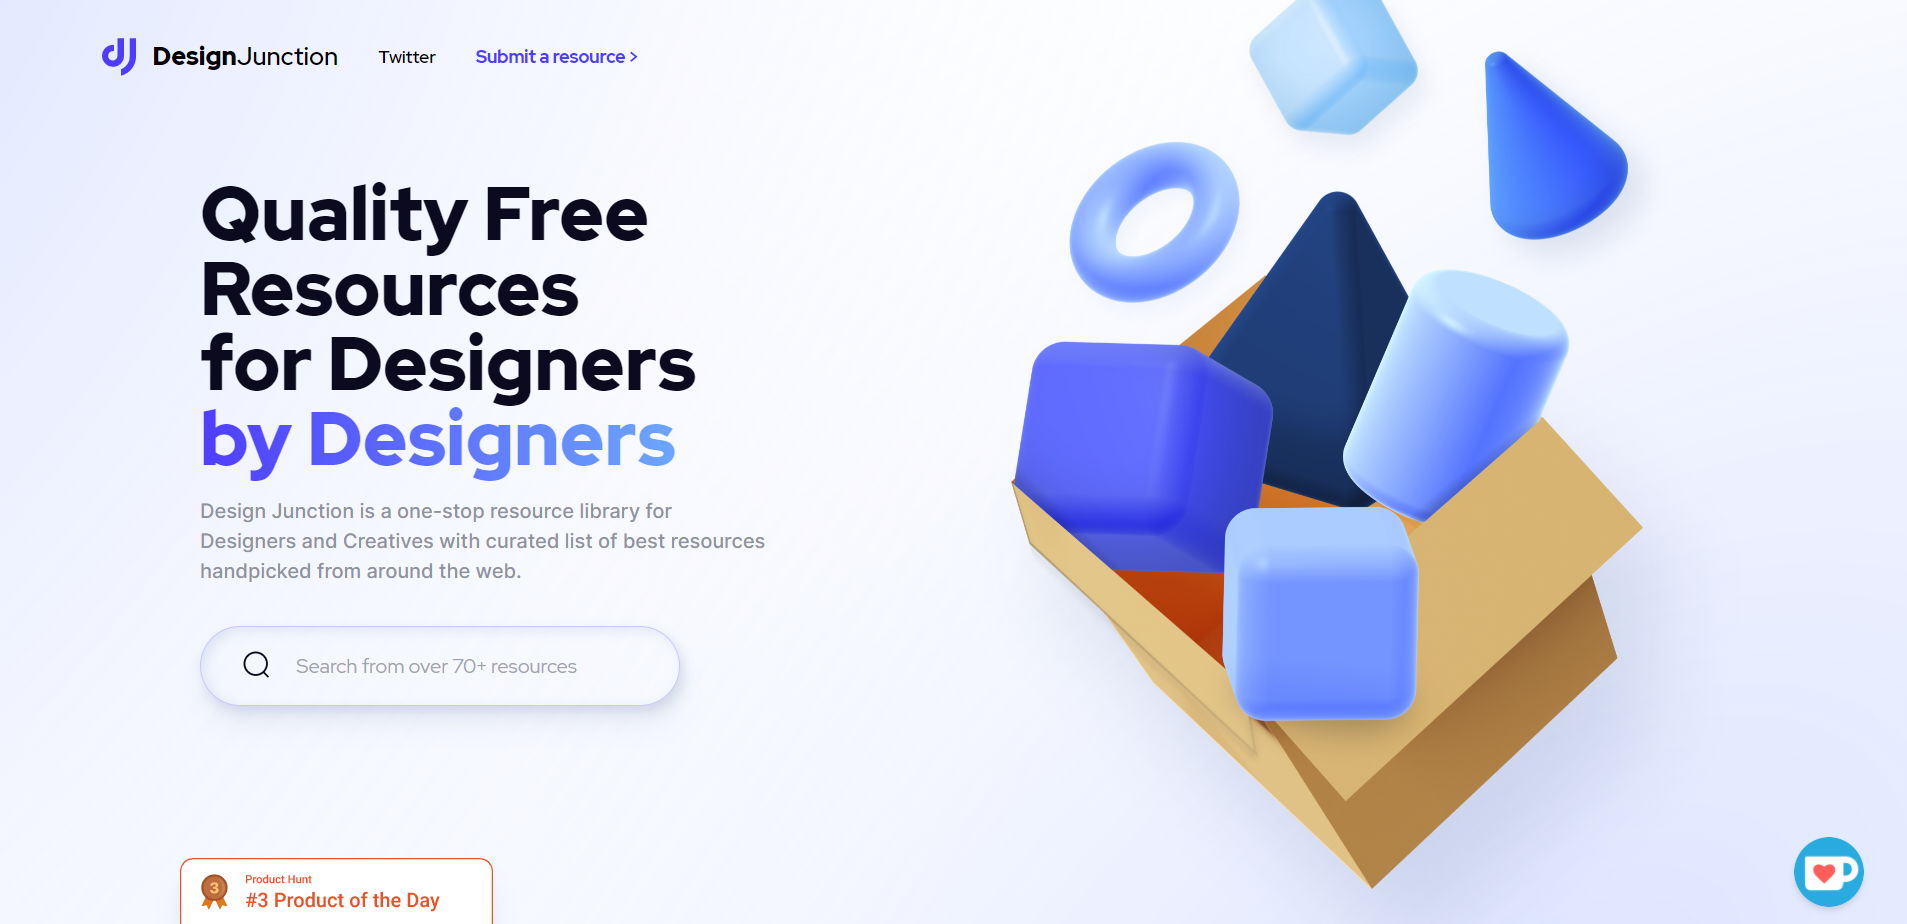 DesignJunction
Twitter
Submit a resource >
Quality Free
Resources
for Designers
by Designers
Design Junction is a one-stop resource library for
Designers and Creatives with curated list of best resources
handpicked from around the web.
Search from over 70+ resources
3
Product Hunt
#3 Product of the Day